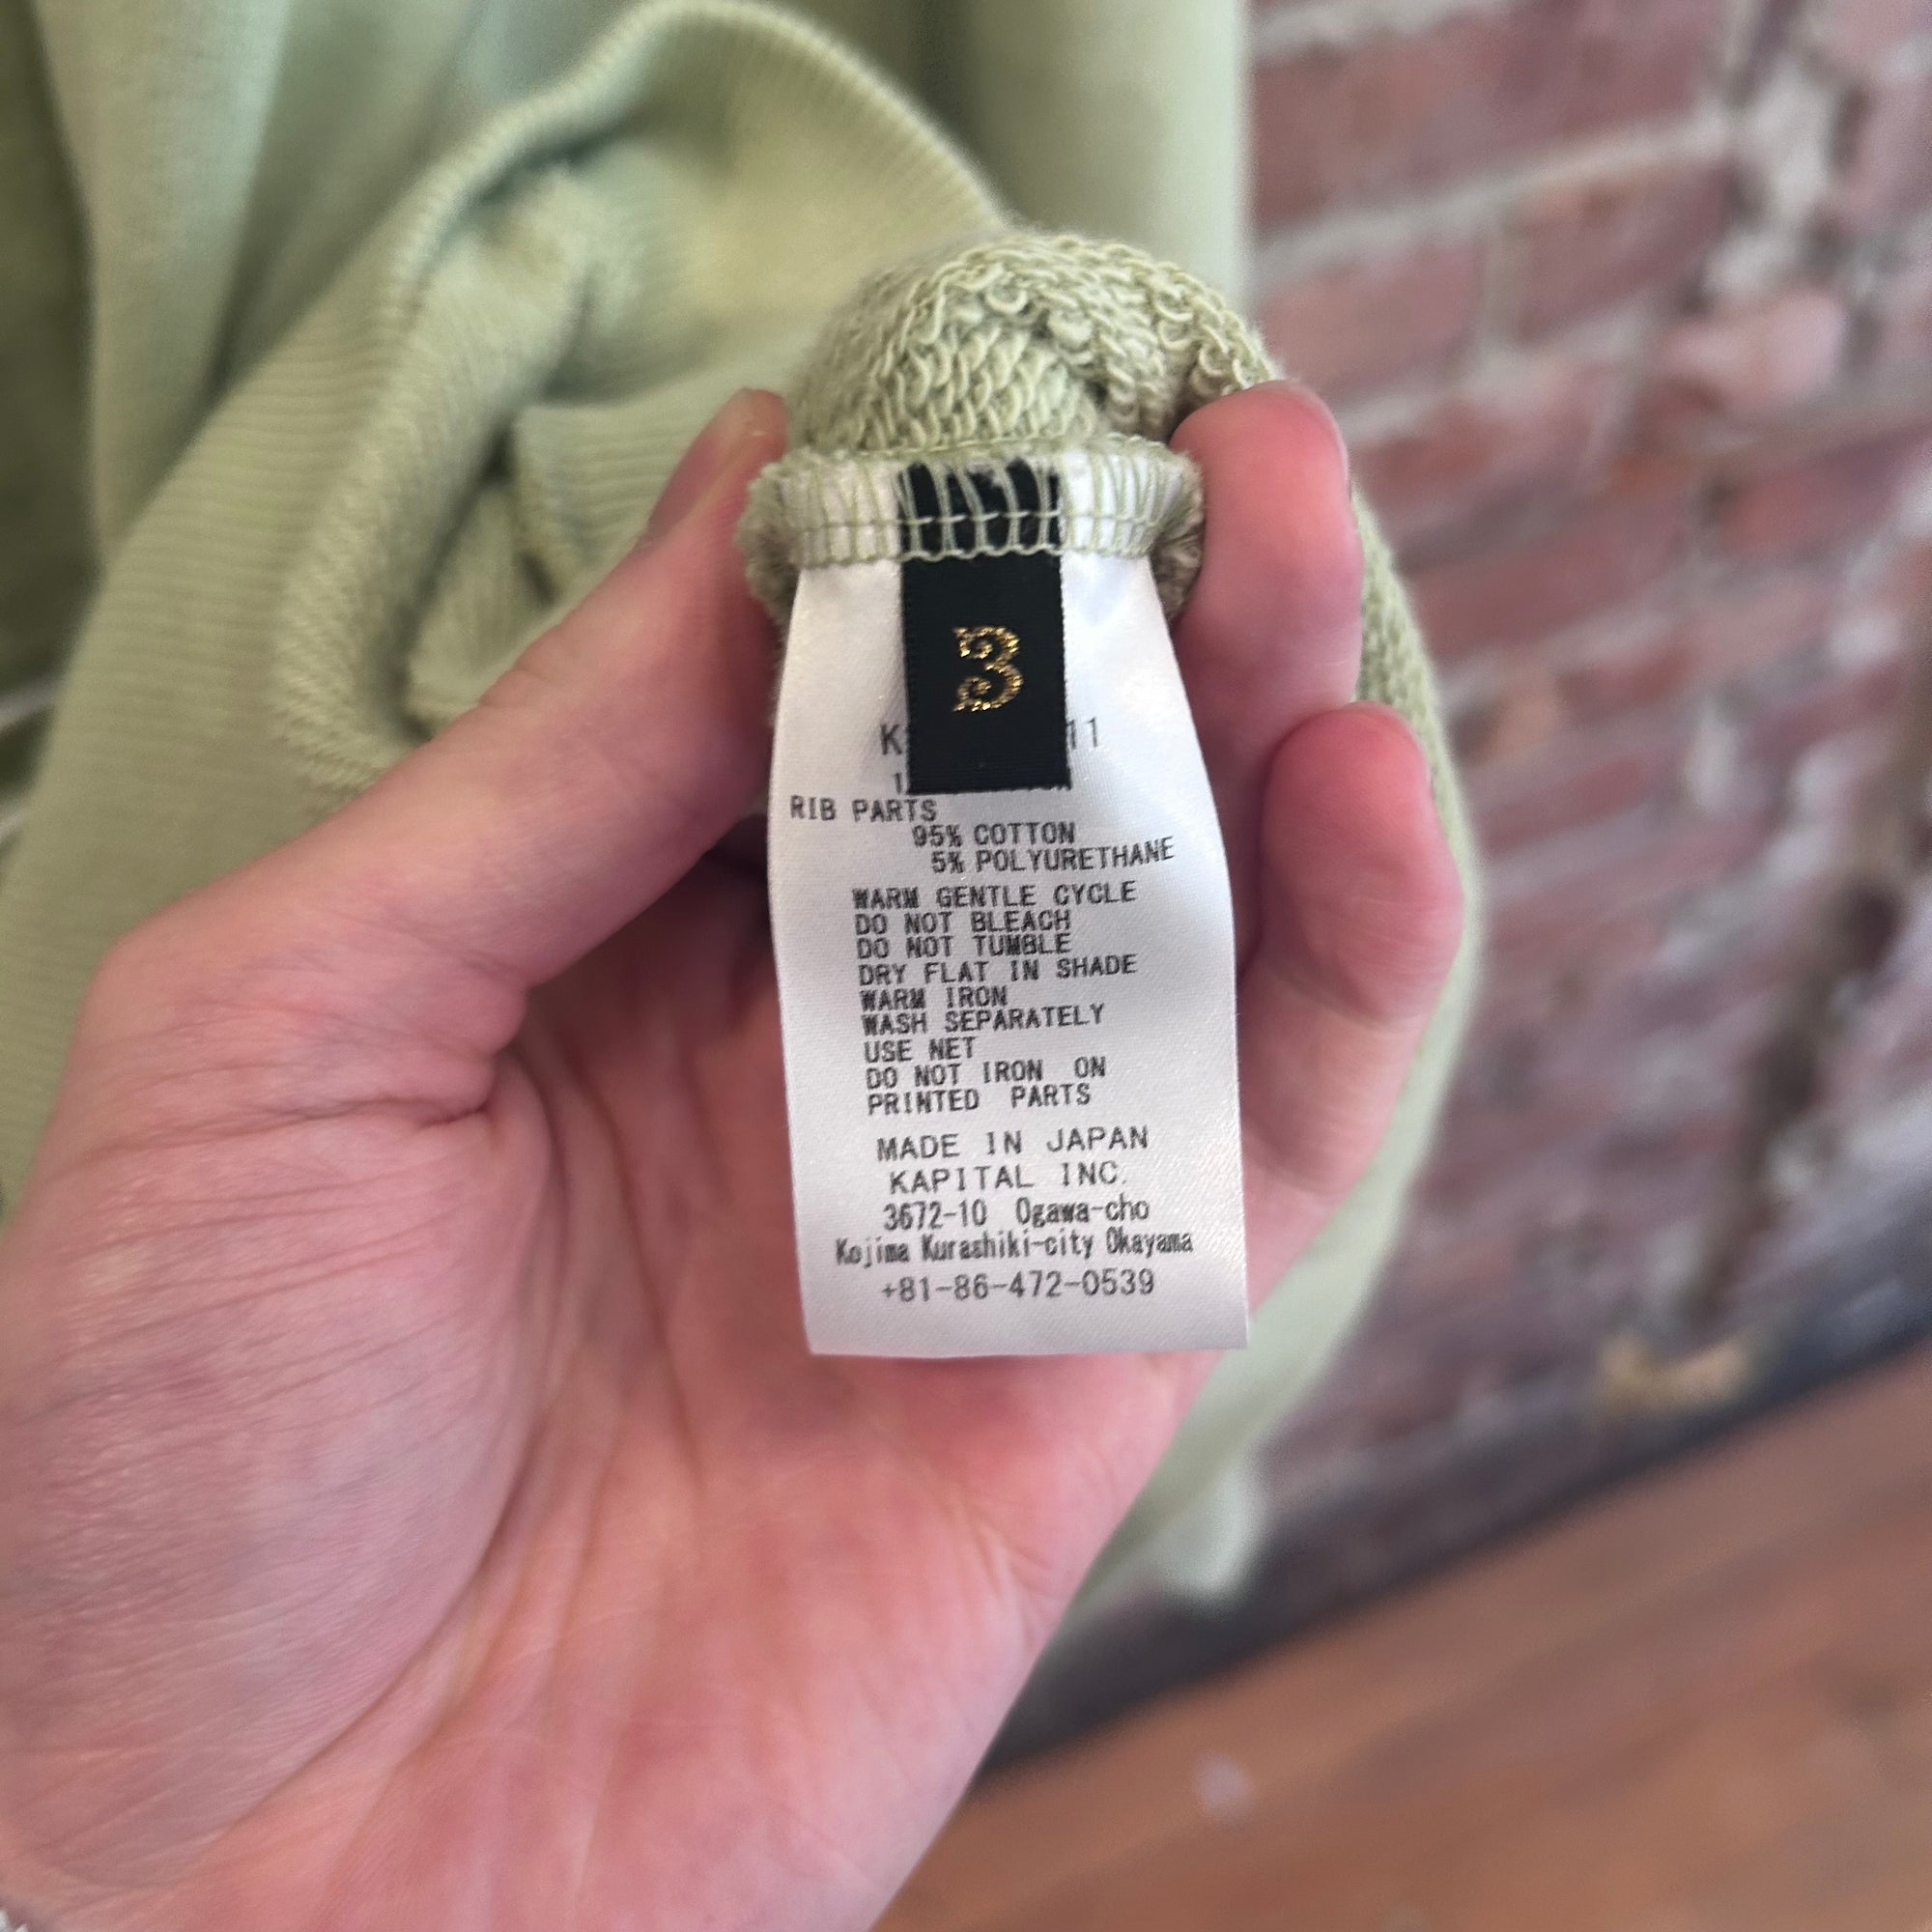 3
RIB PARTS
95% COTTON
5% POLYURETHANE
WARM GENTLE CYCLE
DO NOT BLEACH
DO NOT TUMBLE
DRY FLAT IN SHADE
WARM IRON
WASH SEPARATELY
USE NET
DO NOT IRON ON
PRINTED PARTS
MADE IN JAPAN
KAPITAL INC.
3672-10 Ogawa-cho
Kojima Kurashiki-city Okayama
+81-86-472-0539